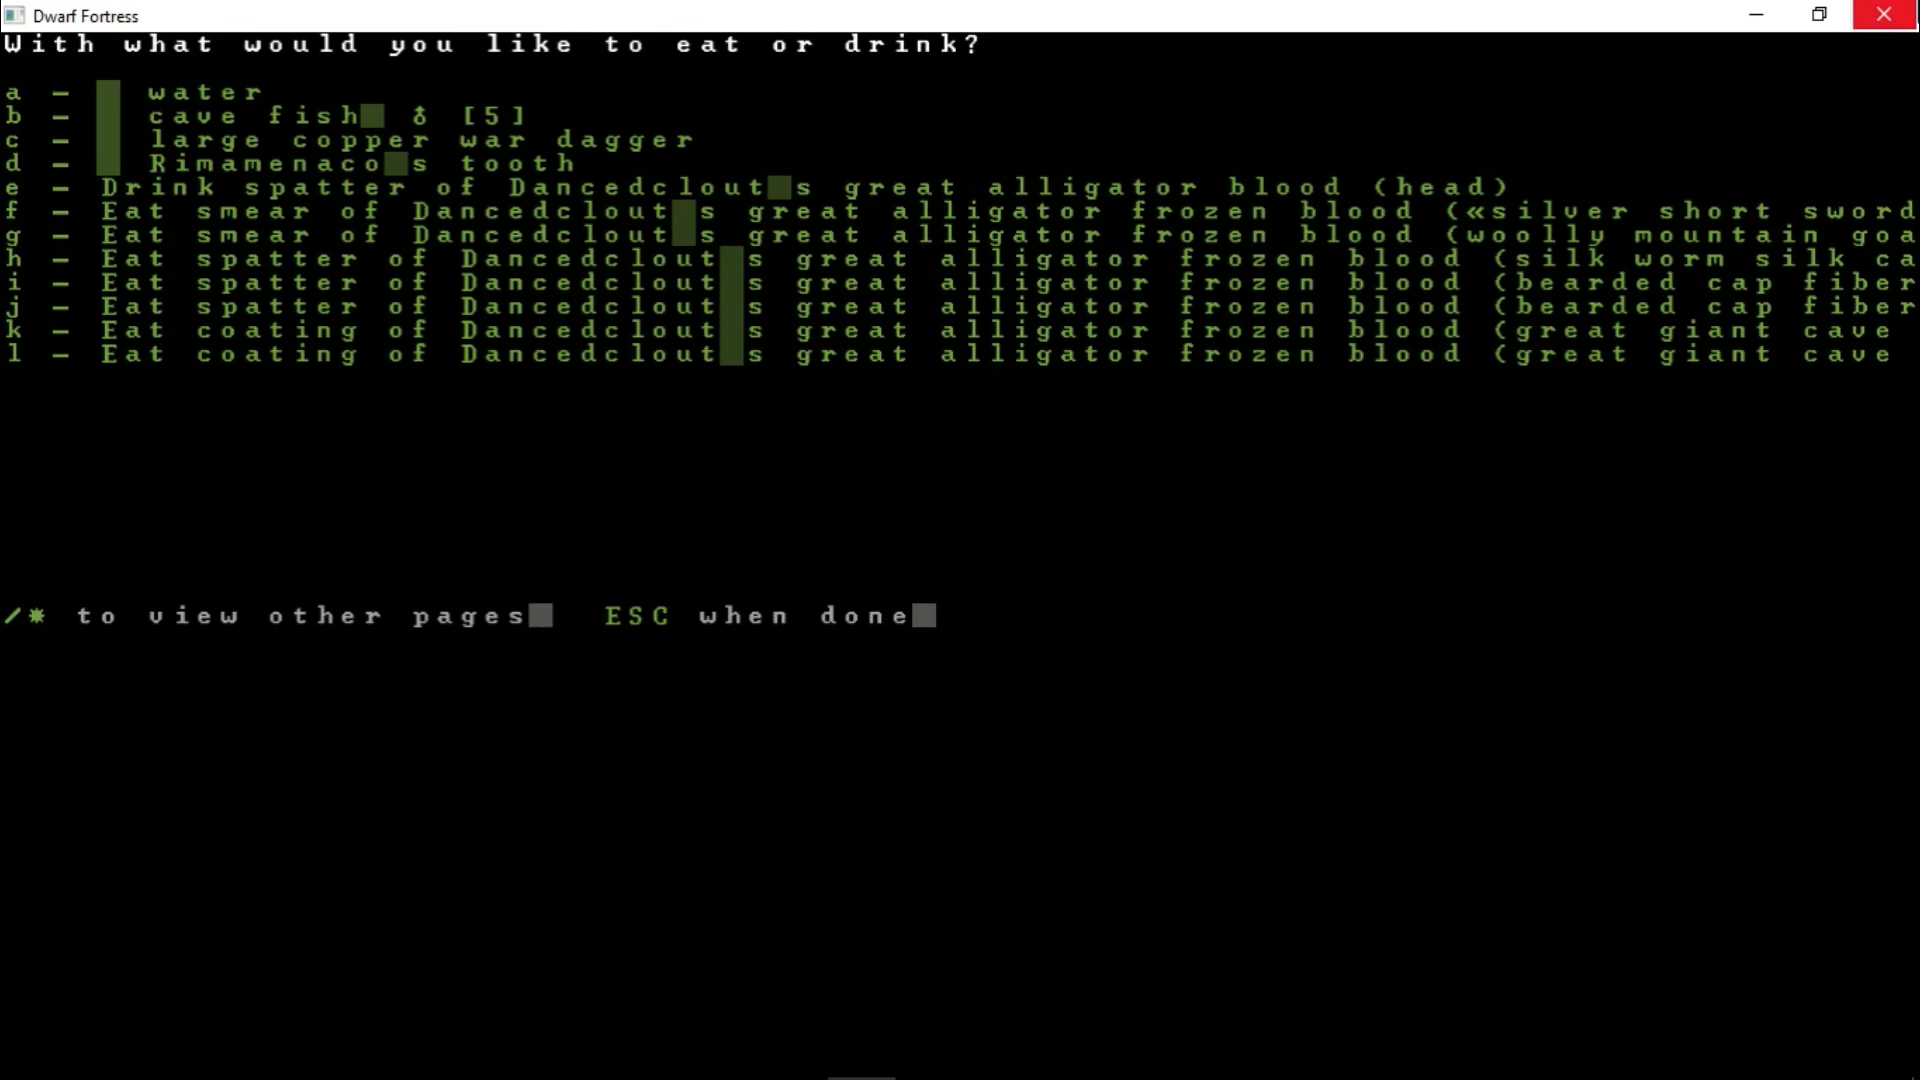 Dwarf Fortress
With what would you like to eat or drink?
a - water
b - cave fish ♂ [5]
c - large copper war dagger
d - Rimamenaco s tooth
e - Drink spatter of Dancedclout s great alligator blood (head)
f - Eat smear of Dancedclout s great alligator frozen blood («silver short sword
g - Eat smear of Dancedclout s great alligator frozen blood (woolly mountain goa
h - Eat spatter of Dancedclout s great alligator frozen blood (silk worm silk ca
i - Eat spatter of Dancedclout s great alligator frozen blood (bearded cap fiber
j - Eat spatter of Dancedclout s great alligator frozen blood (bearded cap fiber
k - Eat coating of Dancedclout s great alligator frozen blood (great giant cave
l - Eat coating of Dancedclout s great alligator frozen blood (great giant cave
/* to view other pages ESC when done